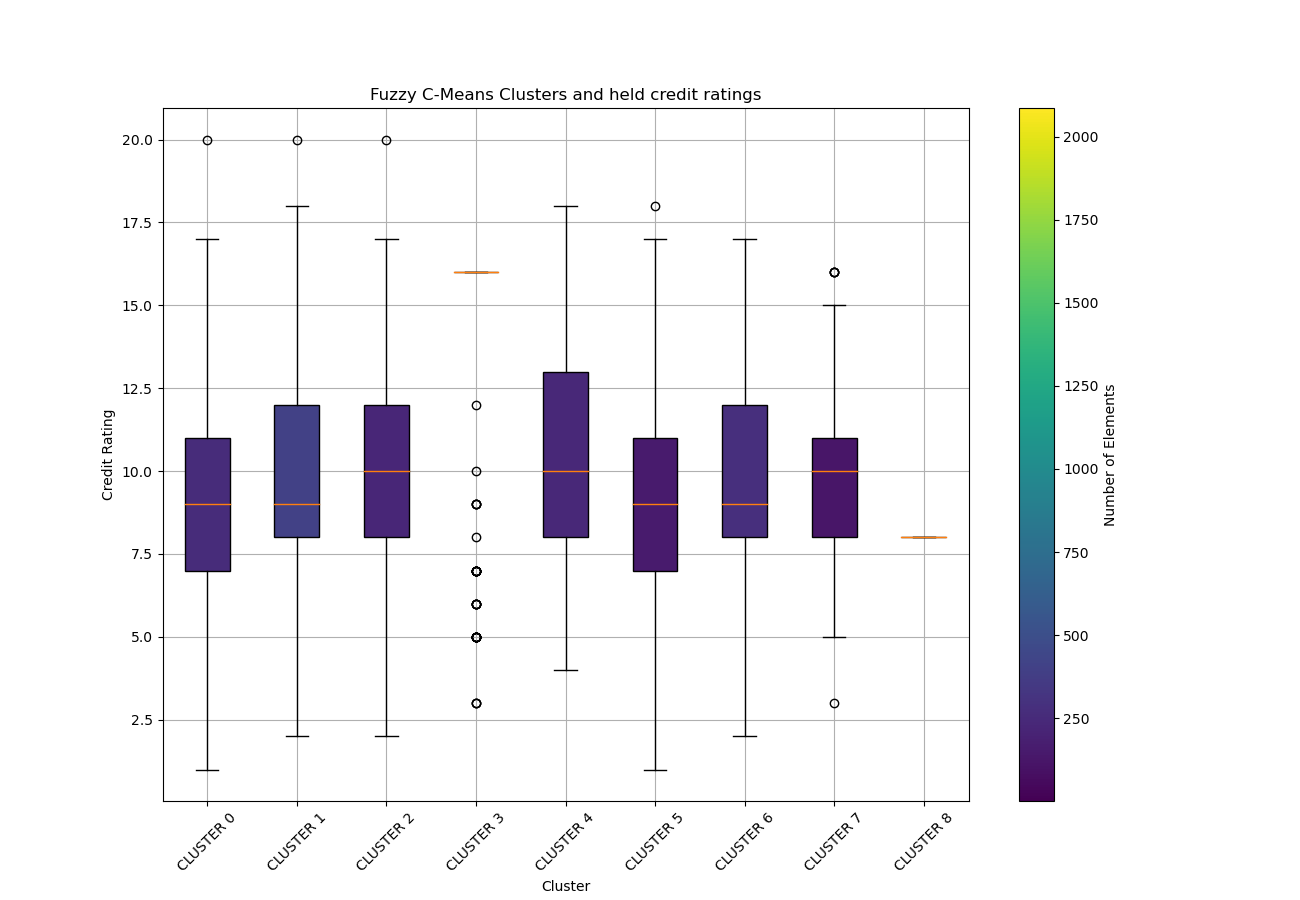 Fuzzy C-Means Clusters and held credit ratings
20.0
17.5
15.0
12.5
10.0
7.5
5.0
2.5
Credit Rating
CLUSTER 0
CLUSTER 1
CLUSTER 2
CLUSTER 3
CLUSTER 4
CLUSTER 5
CLUSTER 6
CLUSTER 7
CLUSTER 8
Cluster
2000
1750
1500
1250
1000
750
500
250
Number of Elements